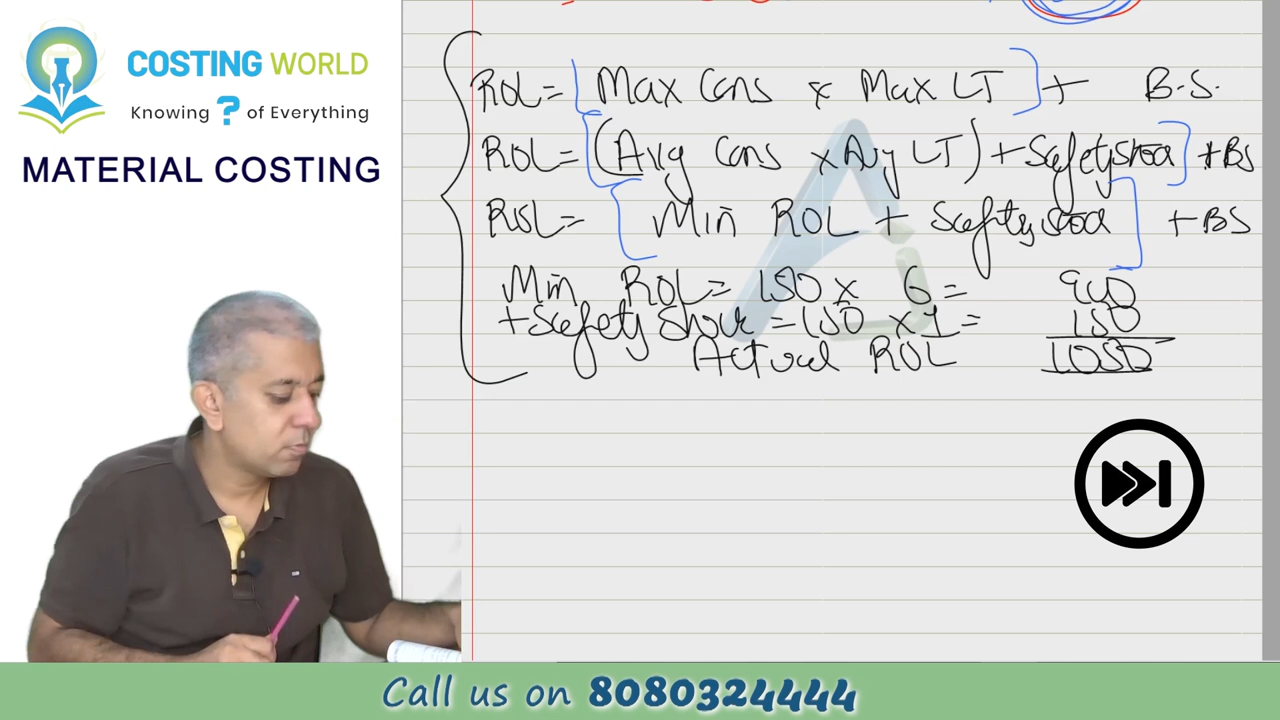 COSTING WORLD
Knowing ? of Everything
MATERIAL COSTING
ROL = [Max Cons x Max LT] + B.S.
ROL = [(Avg Cons x Avg LT) + Safety Stock] + BS
ROL = [Min ROL + Safety Stock] + BS
Min ROL = 150 x 6 = 900
+ Safety Stock = 150 x 1 = 150
Actual ROL 1050
Call us on 8080324444